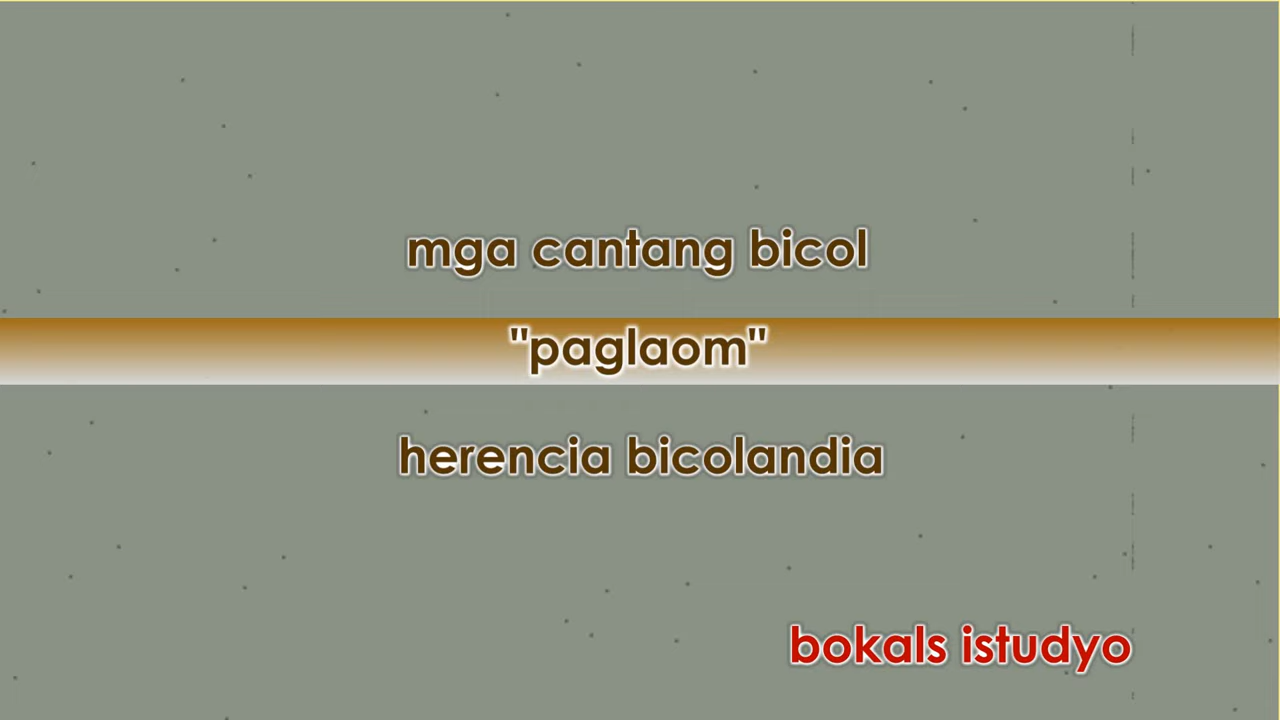 mga cantang bicol
"paglaom"
herencia bicolandia
bokals istudyo